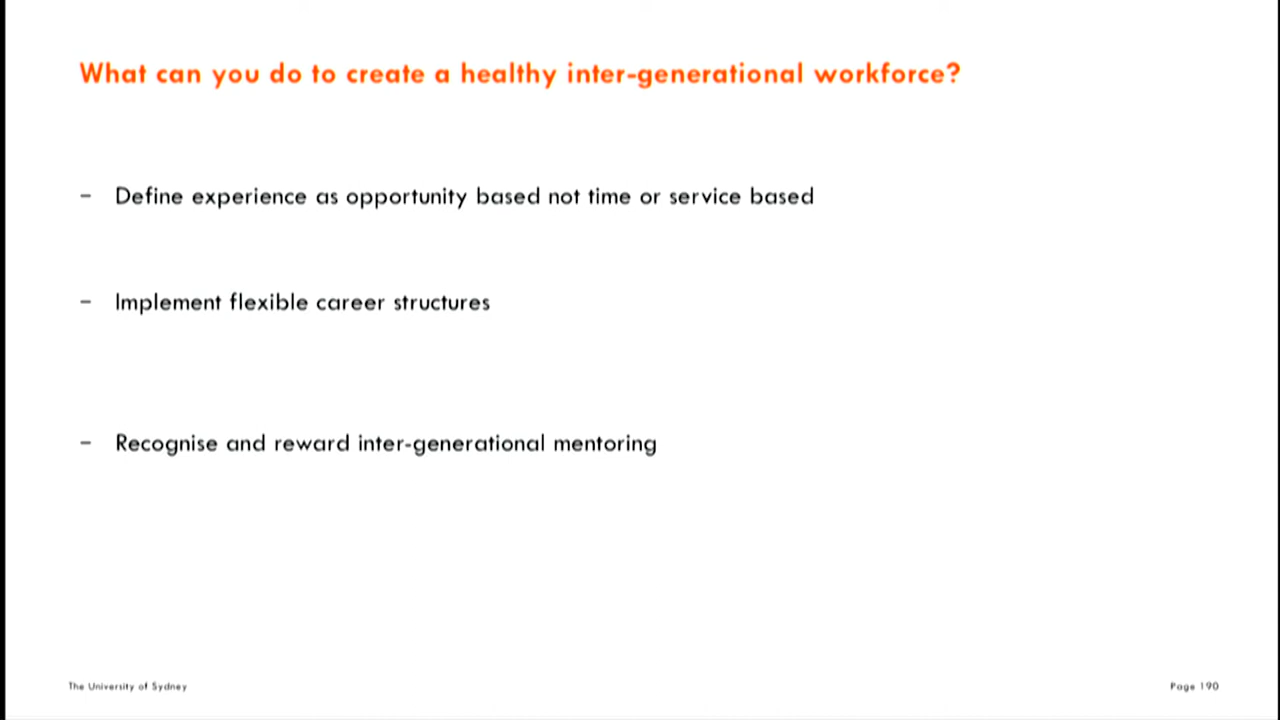 What can you do to create a healthy inter-generational workforce?
– Define experience as opportunity based not time or service based
– Implement flexible career structures
– Recognise and reward inter-generational mentoring
The University of Sydney
Page 190